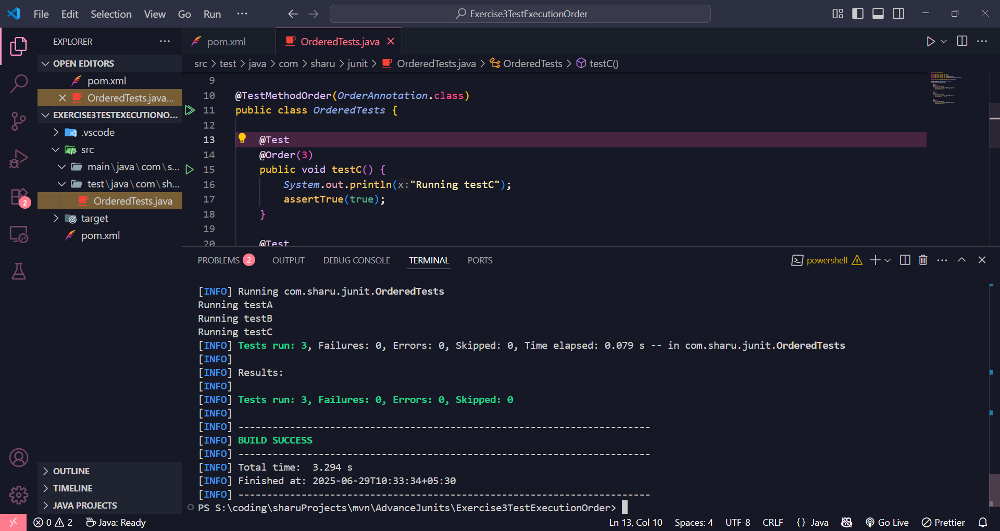 File Edit Selection View Go Run ···
Exercise3TestExecutionOrder
EXPLORER ···
OPEN EDITORS
pom.xml
OrderedTests.java...
EXERCISE3TESTEXECUTIONO...
.vscode
src
main\java\com\s...
test\java\com\sh...
OrderedTests.java
target
pom.xml
2
OUTLINE
TIMELINE
JAVA PROJECTS
pom.xml
OrderedTests.java
src > test > java > com > sharu > junit > OrderedTests.java > OrderedTests > testC()
9
10 @TestMethodOrder(OrderAnnotation.class)
11 public class OrderedTests {
12
13 @Test
14 @Order(3)
15 public void testC() {
16 System.out.println(x:"Running testC");
17 assertTrue(true);
18 }
19
20 @Test
PROBLEMS 2 OUTPUT DEBUG CONSOLE TERMINAL PORTS
powershell
[INFO] Running com.sharu.junit.OrderedTests
Running testA
Running testB
Running testC
[INFO] Tests run: 3, Failures: 0, Errors: 0, Skipped: 0, Time elapsed: 0.079 s -- in com.sharu.junit.OrderedTests
[INFO]
[INFO] Results:
[INFO]
[INFO] Tests run: 3, Failures: 0, Errors: 0, Skipped: 0
[INFO]
[INFO] ------------------------------------------------------------------------
[INFO] BUILD SUCCESS
[INFO] ------------------------------------------------------------------------
[INFO] Total time:  3.294 s
[INFO] Finished at: 2025-06-29T10:33:34+05:30
[INFO] ------------------------------------------------------------------------
PS S:\coding\sharuProjects\mvn\AdvanceJunits\Exercise3TestExecutionOrder>
0 2 Java: Ready
Ln 13, Col 10 Spaces: 4 UTF-8 CRLF {} Java Go Live Prettier